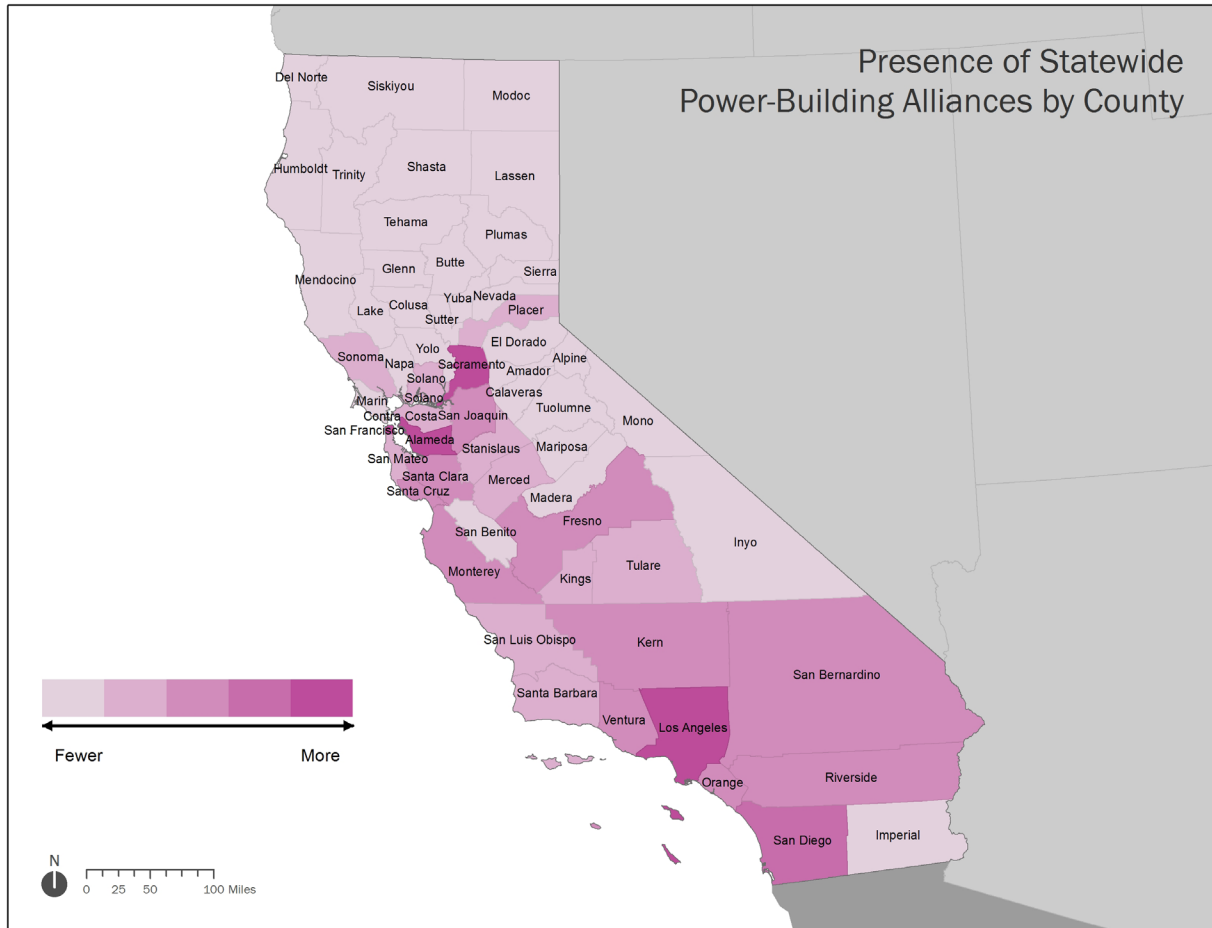 Presence of Statewide
Power-Building Alliances by County
Del Norte
Siskiyou
Modoc
Humboldt
Trinity
Shasta
Lassen
Tehama
Plumas
Mendocino
Glenn
Butte
Sierra
Lake
Colusa
Yuba
Nevada
Sutter
Placer
Sonoma
Napa
Yolo
El Dorado
Sacramento
Alpine
Solano
Amador
Marin
Solano
Calaveras
Contra Costa
San Joaquin
Tuolumne
Mono
San Francisco
Alameda
Stanislaus
Mariposa
San Mateo
Santa Clara
Merced
Santa Cruz
Madera
San Benito
Fresno
Inyo
Monterey
Kings
Tulare
San Luis Obispo
Kern
San Bernardino
Santa Barbara
Ventura
Los Angeles
Orange
Riverside
San Diego
Imperial
Fewer
More
N
0 25 50 100 Miles